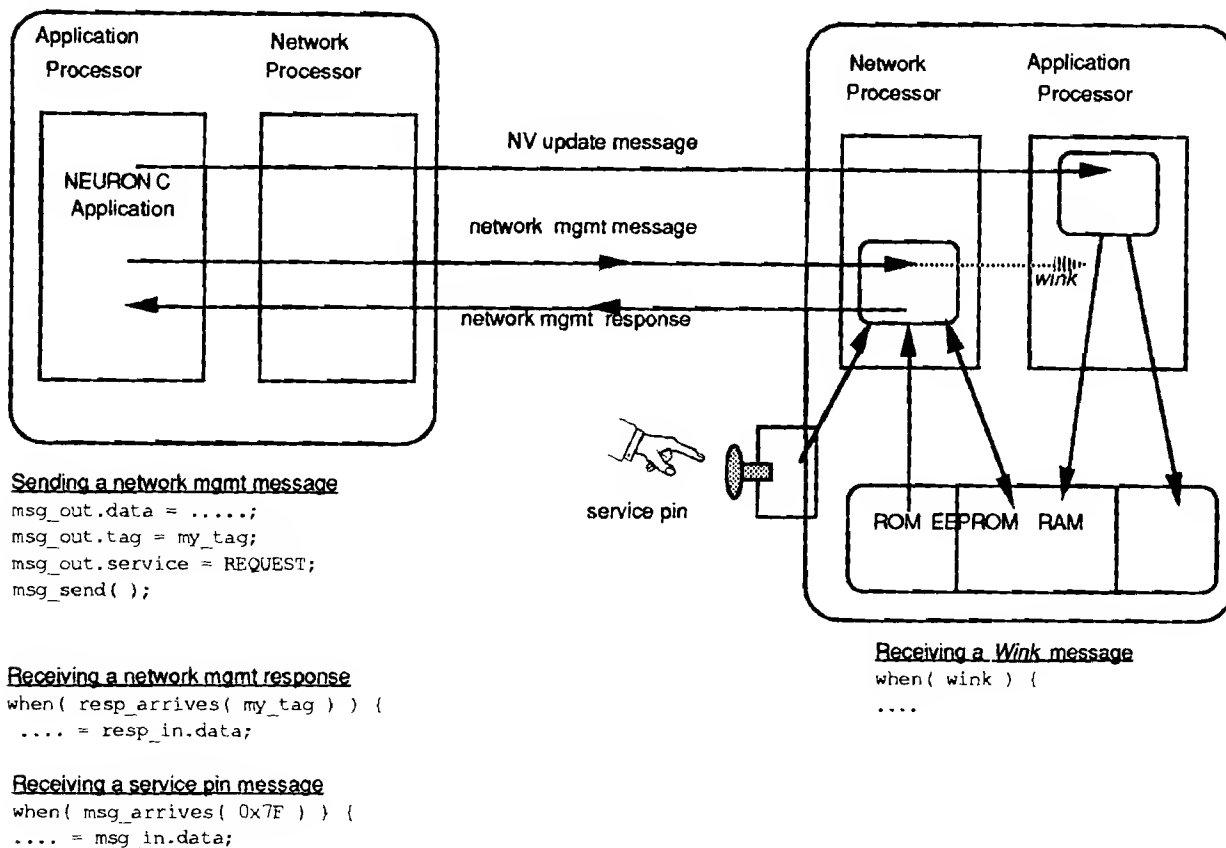 Application
Processor
Network
Processor
Network
Processor
Application
Processor
NV update message
NEURON C
Application
network mgmt message
wink
network mgmt response
service pin
ROM EEPROM RAM
Sending a network mgmt message
msg_out.data = .....;
msg_out.tag = my_tag;
msg_out.service = REQUEST;
msg_send( );
Receiving a network mgmt response
when( resp_arrives( my_tag ) ) {
.... = resp_in.data;
Receiving a service pin message
when( msg_arrives( 0x7F ) ) {
.... = msg_in.data;
Receiving a Wink message
when( wink ) {
....